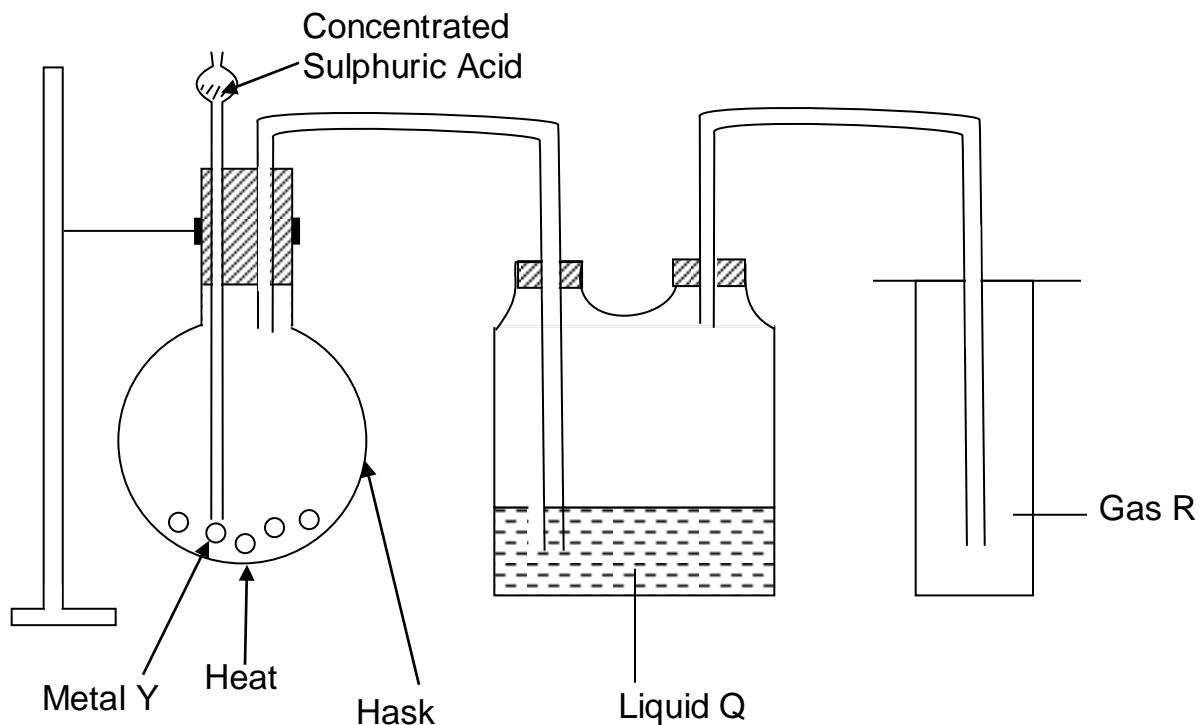 Concentrated
Sulphuric Acid
Gas R
Metal Y
Heat
Hask
Liquid Q